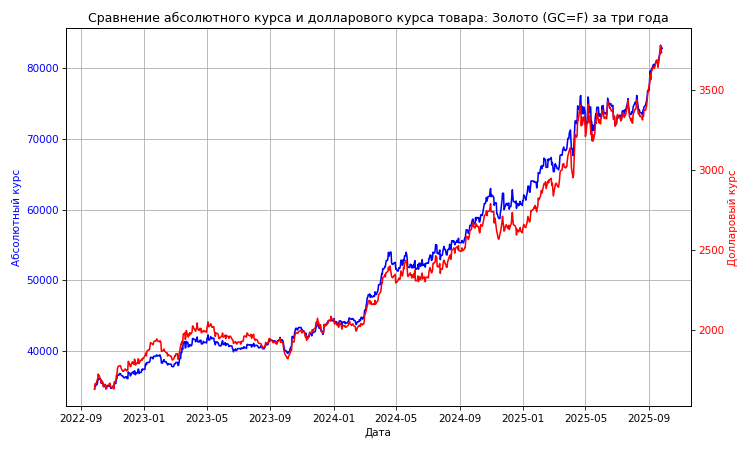 Сравнение абсолютного курса и долларового курса товара: Золото (GC=F) за три года
80000
70000
60000
50000
40000
Абсолютный курс
3500
3000
2500
2000
Долларовый курс
2022-09 2023-01 2023-05 2023-09 2024-01 2024-05 2024-09 2025-01 2025-05 2025-09
Дата